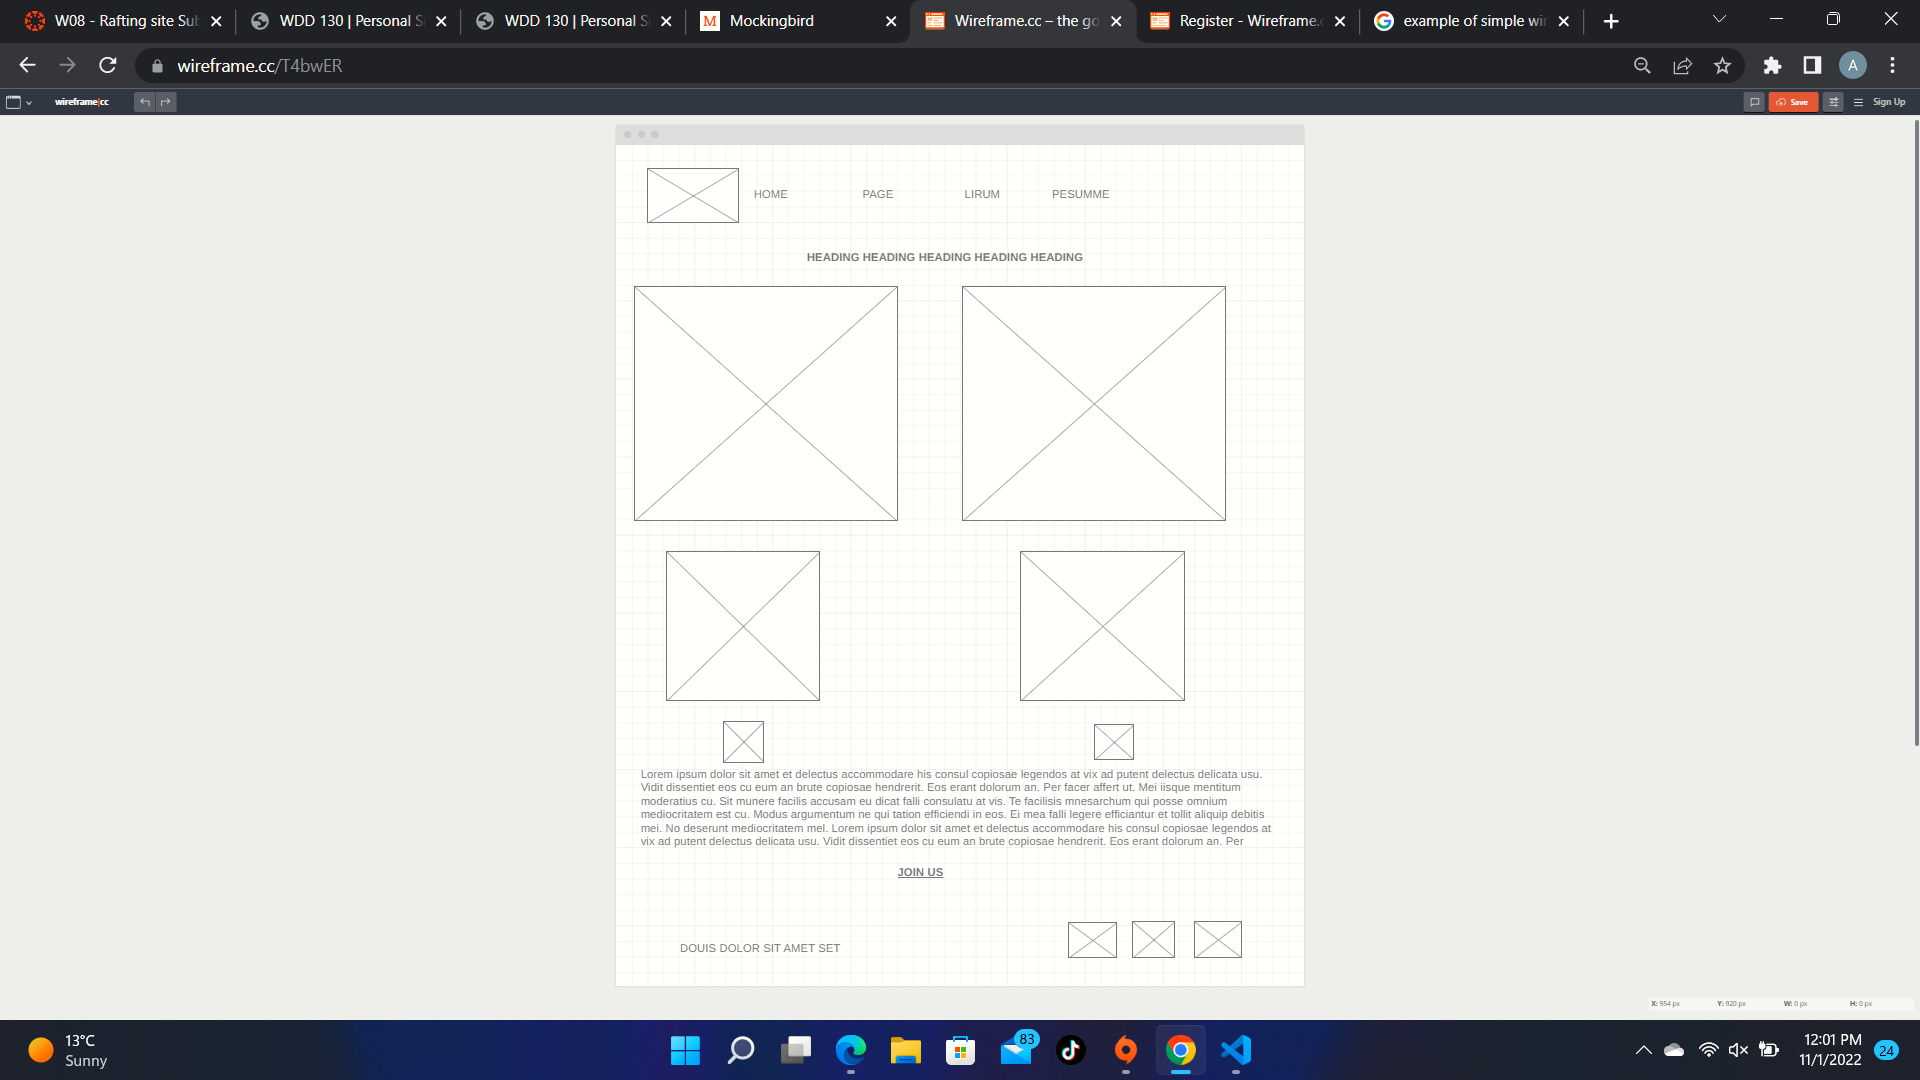 W08 - Rafting site Sub
WDD 130 | Personal S
WDD 130 | Personal S
M Mockingbird
Wireframe.cc – the go
Register - Wireframe.c
example of simple wir
wireframe.cc/T4bwER
A
wireframe|cc
Save
Sign Up
HOME PAGE LIRUM PESUMME
HEADING HEADING HEADING HEADING HEADING
Lorem ipsum dolor sit amet et delectus accommodare his consul copiosae legendos at vix ad putent delectus delicata usu.
Vidit dissentiet eos cu eum an brute copiosae hendrerit. Eos erant dolorum an. Per facer affert ut. Mei iisque mentitum
moderatius cu. Sit munere facilis accusam eu dicat falli consulatu at vis. Te facilisis mnesarchum qui posse omnium
mediocritatem est cu. Modus argumentum ne qui tation efficiendi in eos. Ei mea falli legere efficiantur et tollit aliquip debitis
mei. No deserunt mediocritatem mel. Lorem ipsum dolor sit amet et delectus accommodare his consul copiosae legendos at
vix ad putent delectus delicata usu. Vidit dissentiet eos cu eum an brute copiosae hendrerit. Eos erant dolorum an. Per
JOIN US
DOUIS DOLOR SIT AMET SET
X: 954 px Y: 920 px W: 0 px H: 0 px
13°C
Sunny
83
12:01 PM
11/1/2022
24